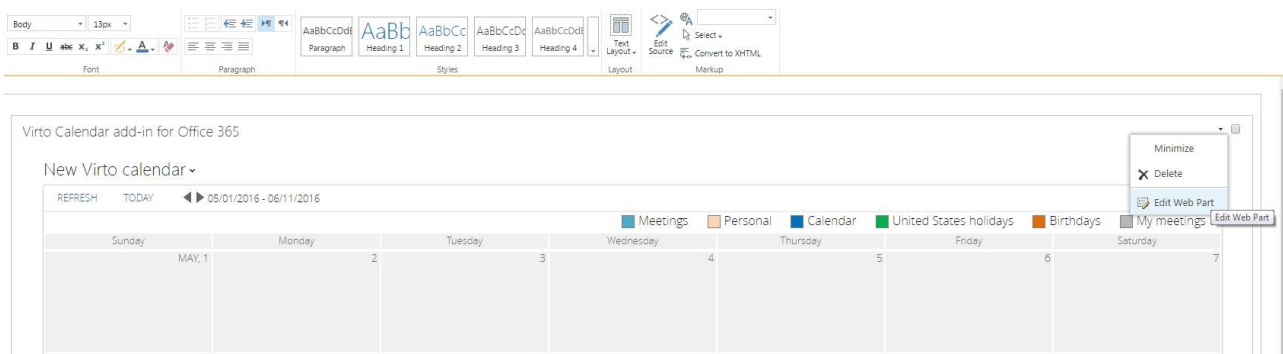 Body 13px
B I U abc x₂ x² A
Font
Paragraph
AaBbCcDdE AaBb AaBbCc AaBbCcDd AaBbCcDdE
Paragraph Heading 1 Heading 2 Heading 3 Heading 4
Styles
Text
Layout
Layout
Edit
Source
Select
Convert to XHTML
Markup
Virto Calendar add-in for Office 365
Minimize
Delete
Edit Web Part
Edit Web Part
New Virto calendar
REFRESH TODAY 05/01/2016 - 06/11/2016
Meetings Personal Calendar United States holidays Birthdays My meetings
Sunday Monday Tuesday Wednesday Thursday Friday Saturday
MAY, 1 2 3 4 5 6 7